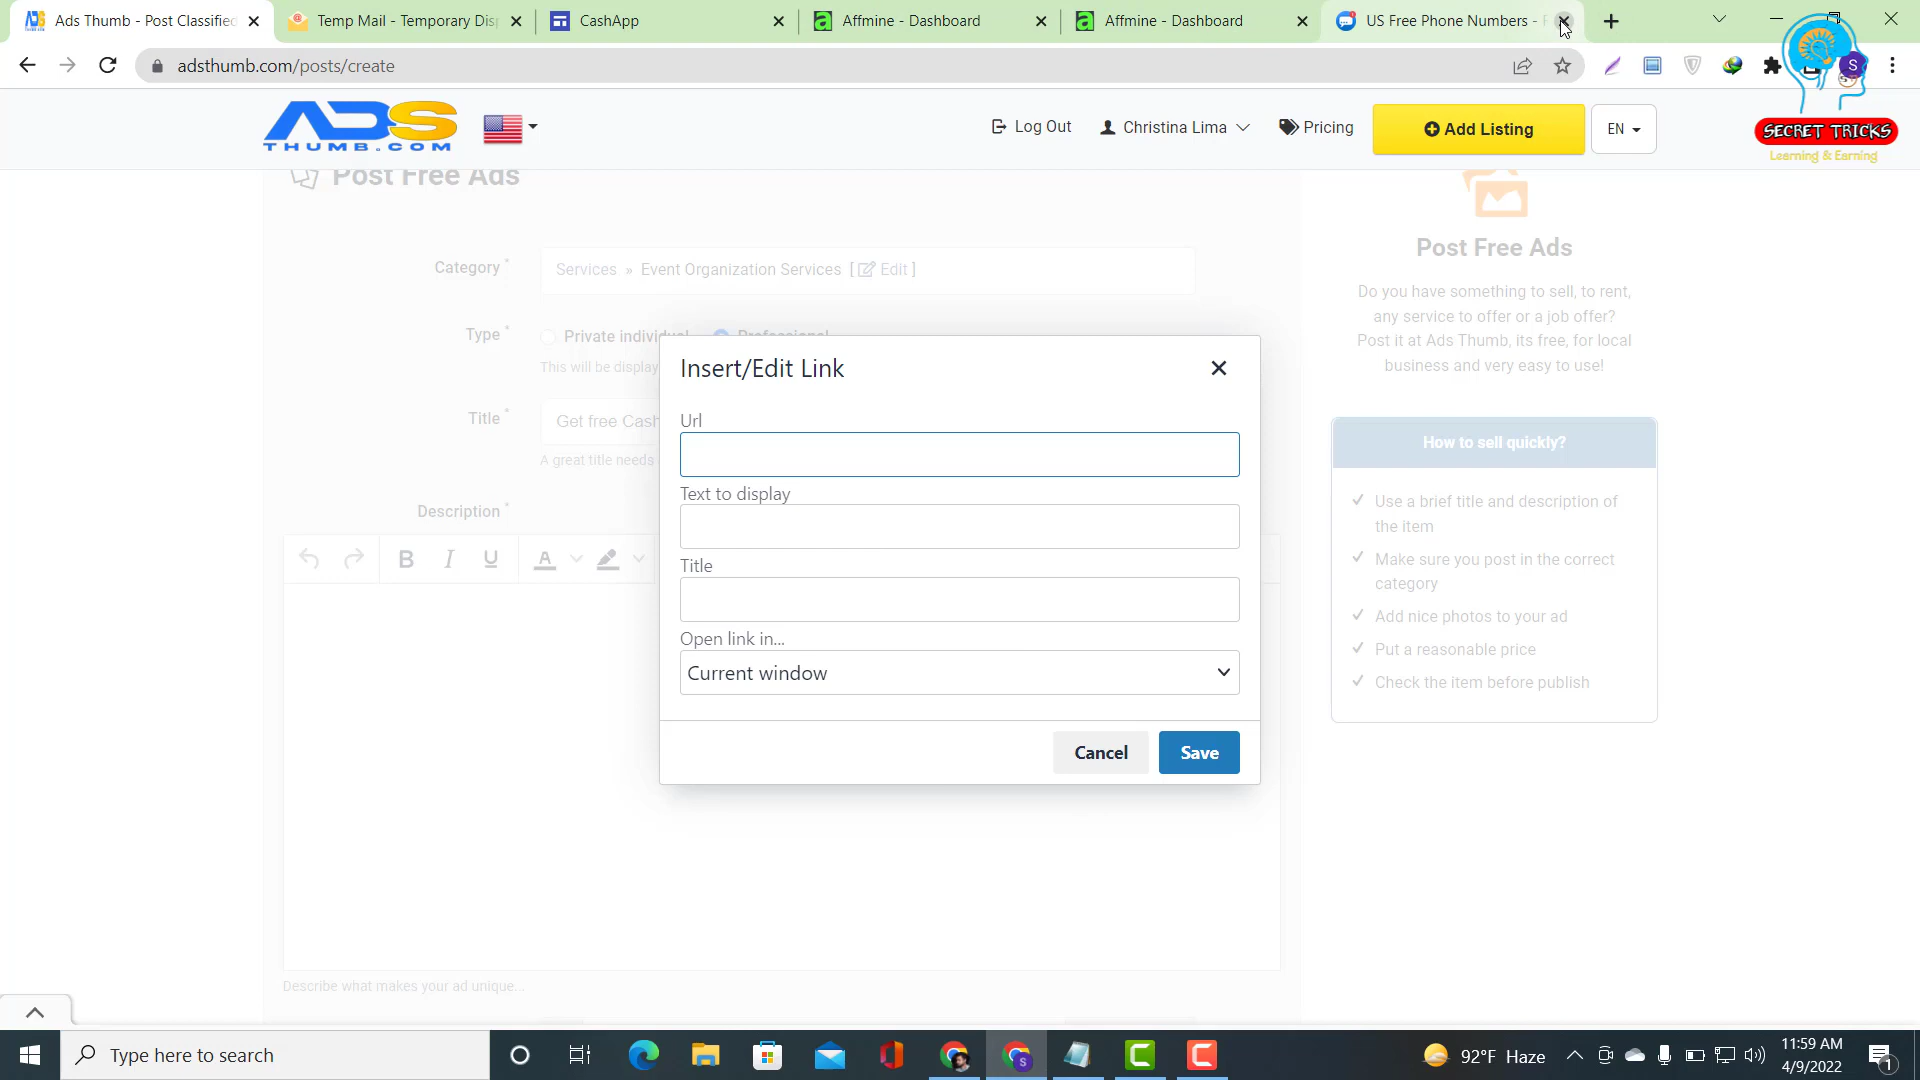 Ads Thumb - Post Classified
Temp Mail - Temporary Dis
CashApp
Affmine - Dashboard
Affmine - Dashboard
US Free Phone Numbers -
adsthumb.com/posts/create
S
ADS
THUMB.COM
Log Out
Christina Lima
Pricing
Add Listing
EN
SECRET TRICKS
Learning & Earning
Post Free Ads
Category *
Services » Event Organization Services [ Edit ]
Type *
Private individual
Professional
This will be display
Title *
Get free Cash
A great title needs
Description *
B I U A
Describe what makes your ad unique...
Insert/Edit Link
Url
Text to display
Title
Open link in...
Current window
Cancel
Save
Post Free Ads
Do you have something to sell, to rent,
any service to offer or a job offer?
Post it at Ads Thumb, its free, for local
business and very easy to use!
How to sell quickly?
Use a brief title and description of
the item
Make sure you post in the correct
category
Add nice photos to your ad
Put a reasonable price
Check the item before publish
Type here to search
92°F Haze
11:59 AM
4/9/2022
1